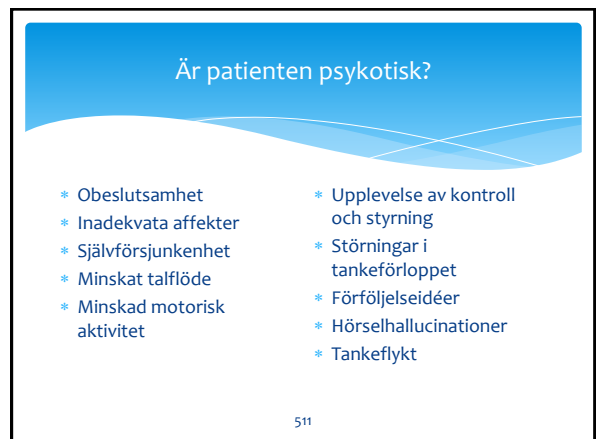 Är patienten psykotisk?
* Obeslutsamhet
* Inadekvata affekter
* Självförsjunkenhet
* Minskat talflöde
* Minskad motorisk
aktivitet
* Upplevelse av kontroll
och styrning
* Störningar i
tankeförloppet
* Förföljelseidéer
* Hörselhallucinationer
* Tankeflykt
511